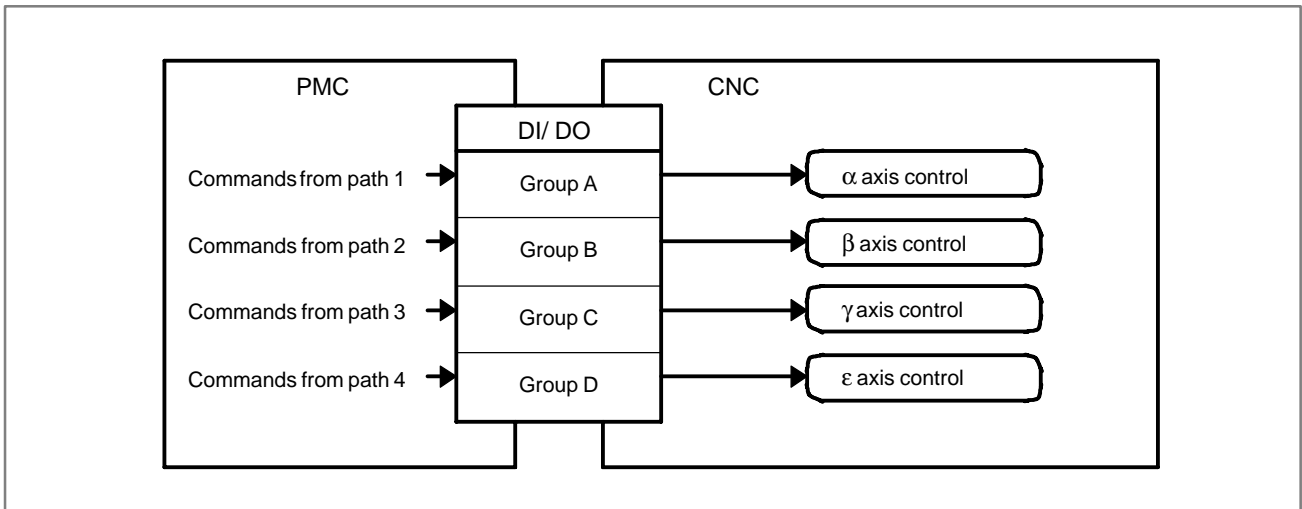 PMC
CNC
DI/ DO
Commands from path 1
Group A
α axis control
Commands from path 2
Group B
β axis control
Commands from path 3
Group C
γ axis control
Commands from path 4
Group D
ε axis control